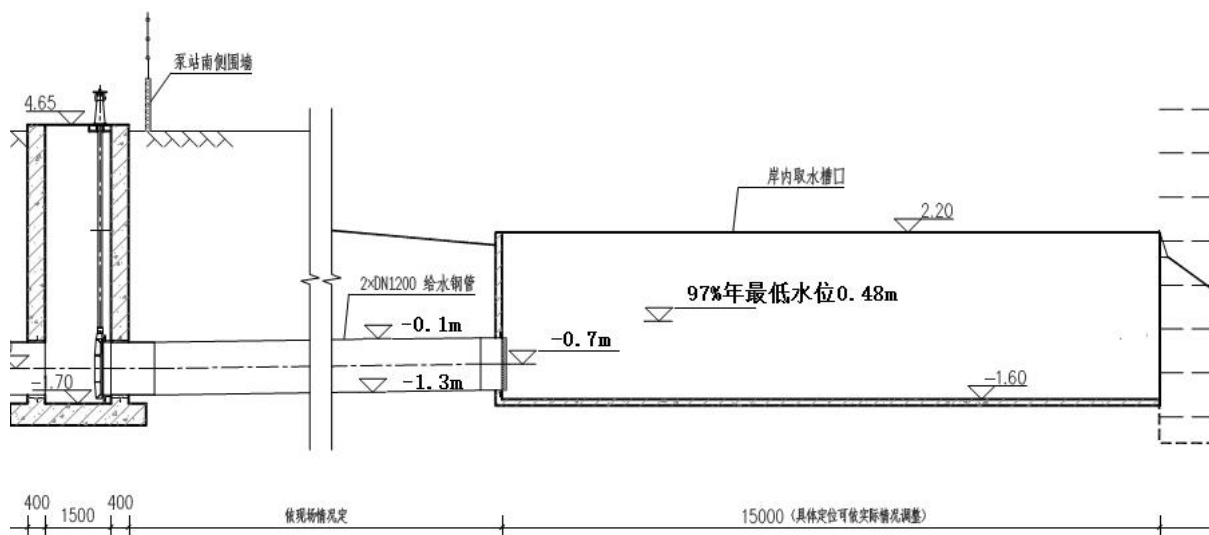 泵站南侧围墙
4.65
岸内取水槽口
2.20
2×DN1200 给水钢管
97%年最低水位0.48m
-0.1m
-0.7m
-1.70
-1.3m
-1.60
400
1500
400
依现场情况定
15000（具体定位可依实际情况调整）